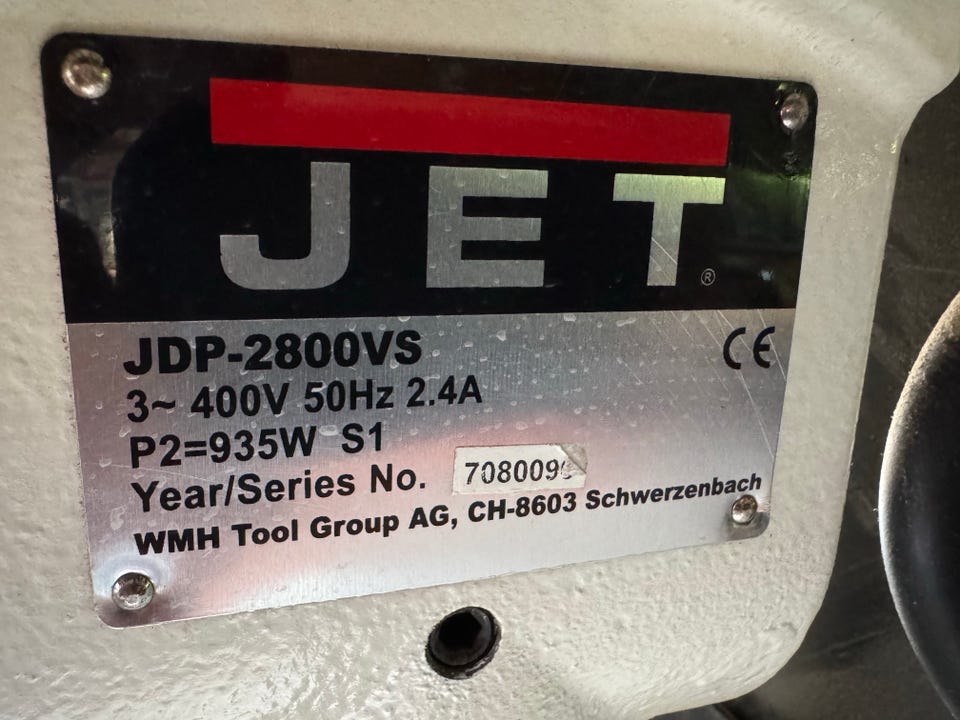 JET®
JDP-2800VS
CE
3~ 400V 50Hz 2.4A
P2=935W S1
Year/Series No.
WMH Tool Group AG, CH-8603 Schwerzenbach